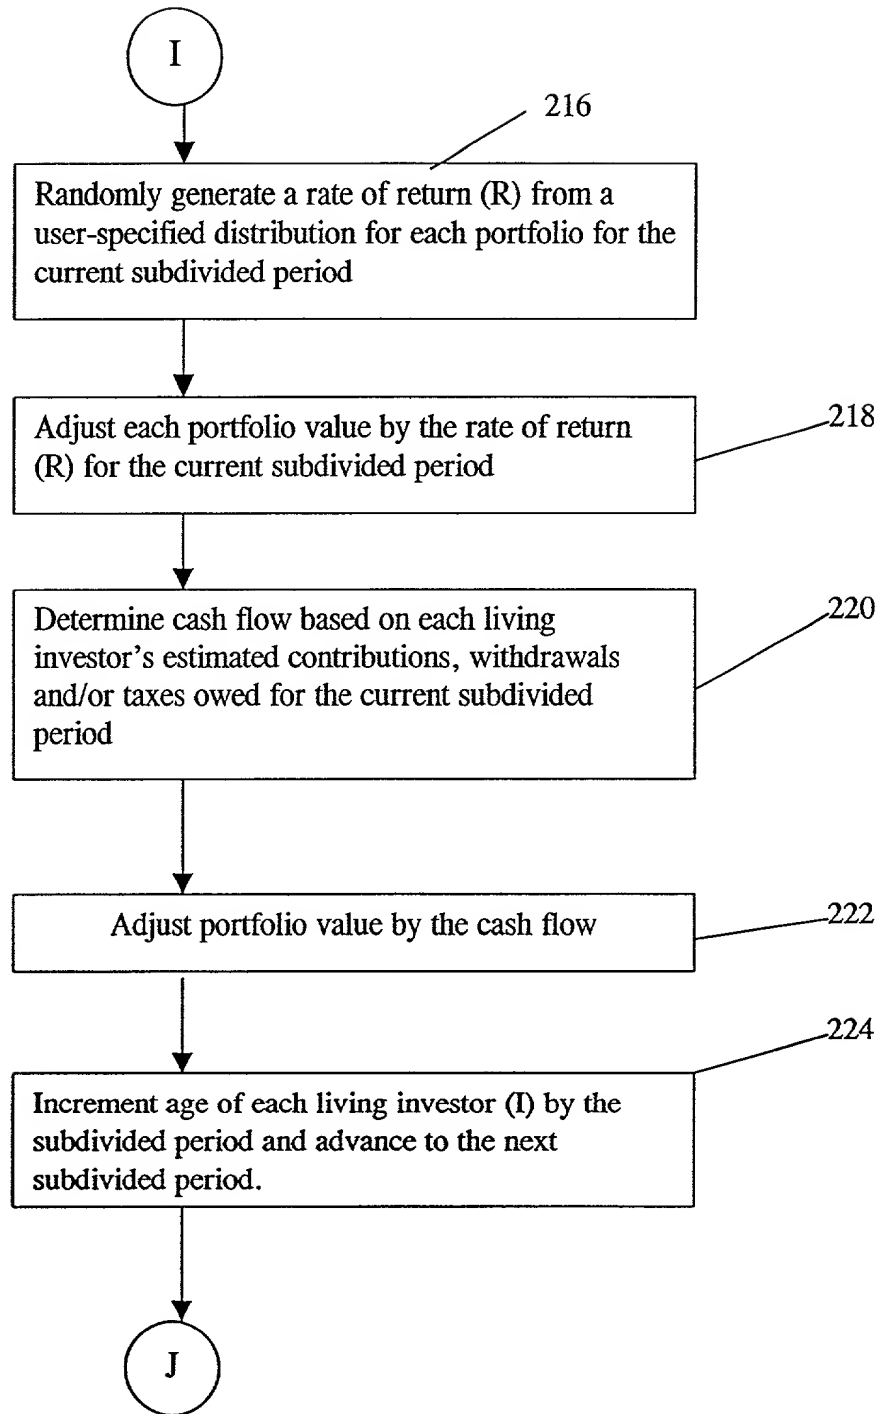 I
216
Randomly generate a rate of return (R) from a
user-specified distribution for each portfolio for the
current subdivided period
218
Adjust each portfolio value by the rate of return
(R) for the current subdivided period
220
Determine cash flow based on each living
investor's estimated contributions, withdrawals
and/or taxes owed for the current subdivided
period
222
Adjust portfolio value by the cash flow
224
Increment age of each living investor (I) by the
subdivided period and advance to the next
subdivided period.
J